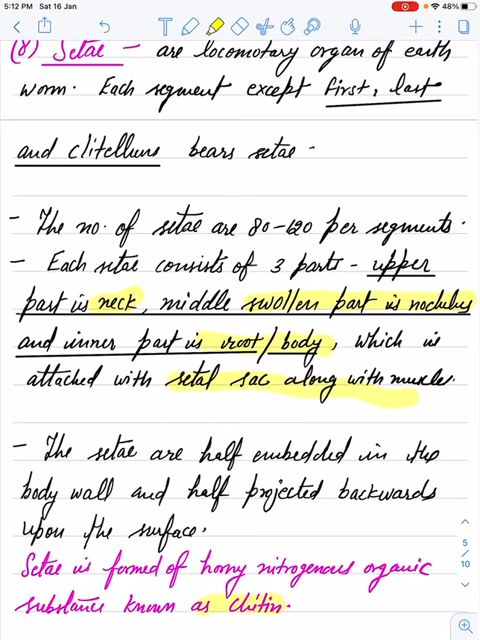 5:12 PM Sat 16 Jan 48%
(8) Setae - are locomotary organ of earth
worm. Each segment except first, last
and clitellum bears setae -
- The no. of setae are 80-120 per segments.
- Each setae consists of 3 parts - upper
part is neck, middle swollen part is nodulus
and inner part is root/body, which is
attached with setal sac along with muscle.
- The setae are half embedded in the
body wall and half projected backwards
upon the surface.
Setae is formed of horny nitrogenous organic
substance known as chitin.
5
10